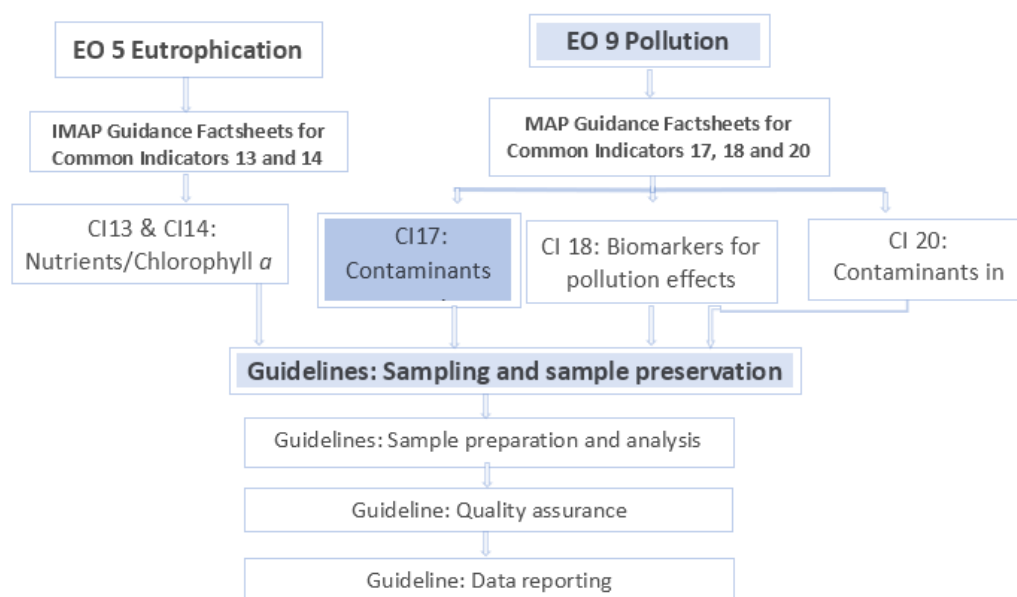 EO 5 Eutrophication
EO 9 Pollution
IMAP Guidance Factsheets for
Common Indicators 13 and 14
MAP Guidance Factsheets for
Common Indicators 17, 18 and 20
CI13 & CI14:
Nutrients/Chlorophyll a
CI17:
Contaminants
CI 18: Biomarkers for
pollution effects
CI 20:
Contaminants in
Guidelines: Sampling and sample preservation
Guidelines: Sample preparation and analysis
Guideline: Quality assurance
Guideline: Data reporting